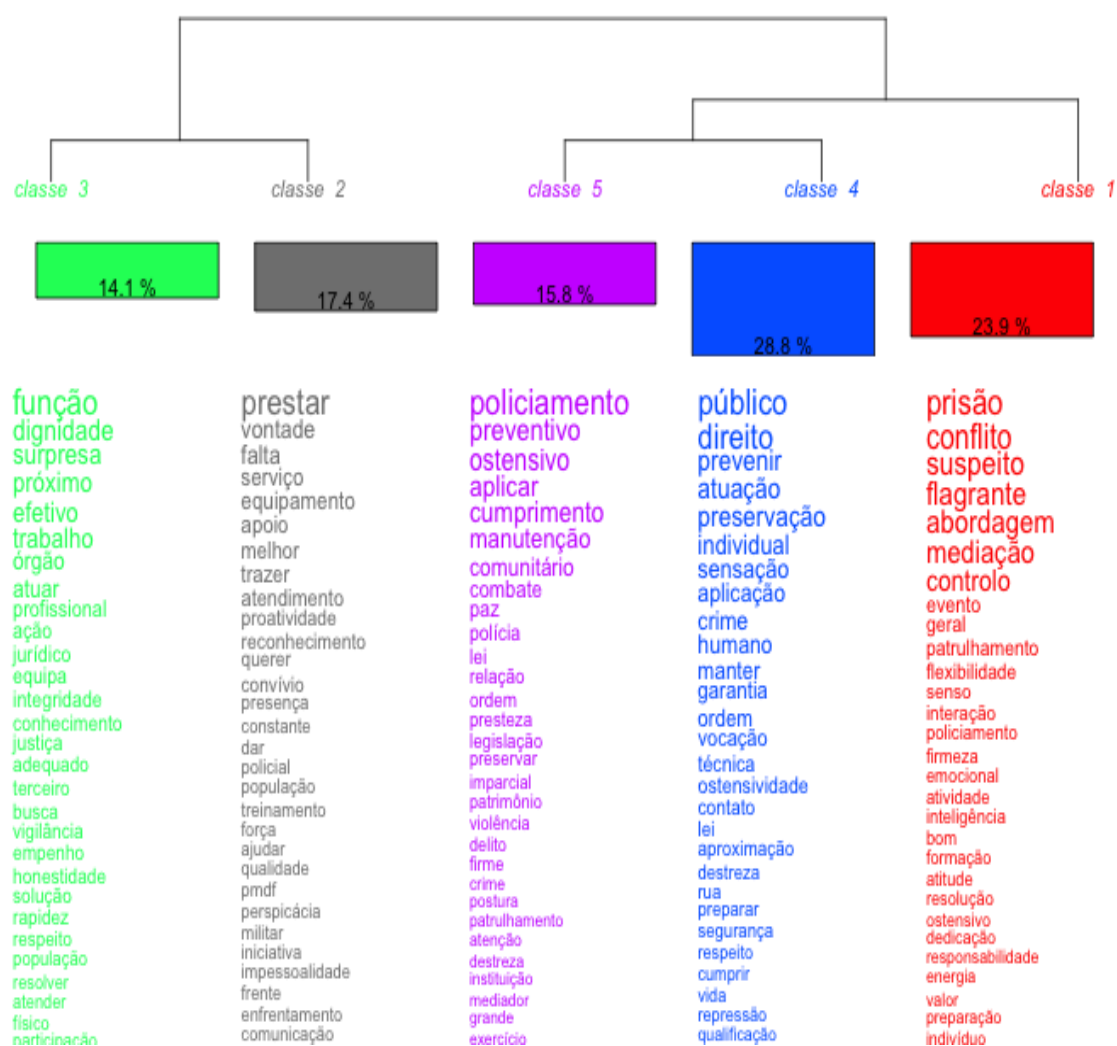 classe 3
classe 2
classe 5
classe 4
classe 1
14.1 %
17.4 %
15.8 %
28.8 %
23.9 %
função
dignidade
surpresa
próximo
efetivo
trabalho
órgão
atuar
profissional
ação
jurídico
equipa
integridade
conhecimento
justiça
adequado
terceiro
busca
vigilância
empenho
honestidade
solução
rapidez
respeito
população
resolver
atender
físico
participação
prestar
vontade
falta
serviço
equipamento
apoio
melhor
trazer
atendimento
proatividade
reconhecimento
querer
convívio
presença
constante
dar
policial
população
treinamento
força
ajudar
qualidade
pmdf
perspicácia
militar
iniciativa
impessoalidade
frente
enfrentamento
comunicação
policiamento
preventivo
ostensivo
aplicar
cumprimento
manutenção
comunitário
combate
paz
polícia
lei
relação
ordem
presteza
legislação
preservar
imparcial
patrimônio
violência
delito
firme
crime
postura
patrulhamento
atenção
destreza
instituição
mediador
grande
exercício
público
direito
prevenir
atuação
preservação
individual
sensação
aplicação
crime
humano
manter
garantia
ordem
vocação
técnica
ostensividade
contato
lei
aproximação
destreza
rua
preparar
segurança
respeito
cumprir
vida
repressão
qualificação
prisão
conflito
suspeito
flagrante
abordagem
mediação
controlo
evento
geral
patrulhamento
flexibilidade
senso
interação
policiamento
firmeza
emocional
atividade
inteligência
bom
formação
atitude
resolução
ostensivo
dedicação
responsabilidade
energia
valor
preparação
indivíduo